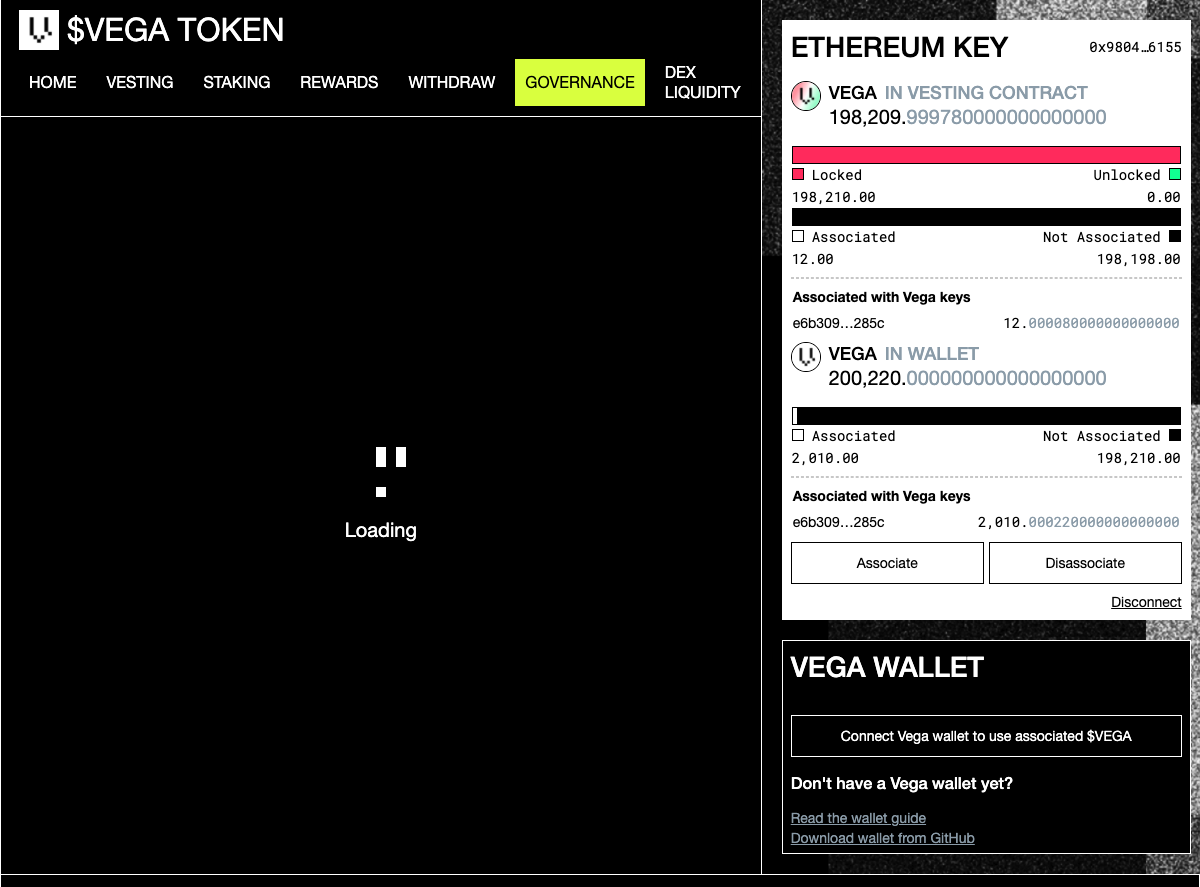 $VEGA TOKEN
HOME VESTING STAKING REWARDS WITHDRAW GOVERNANCE DEX LIQUIDITY
Loading
ETHEREUM KEY 0x9804…6155
VEGA IN VESTING CONTRACT
198,209.999780000000000000
Locked Unlocked
198,210.00 0.00
Associated Not Associated
12.00 198,198.00
Associated with Vega keys
e6b309…285c 12.000080000000000000
VEGA IN WALLET
200,220.000000000000000000
Associated Not Associated
2,010.00 198,210.00
Associated with Vega keys
e6b309…285c 2,010.000220000000000000
Associate Disassociate
Disconnect
VEGA WALLET
Connect Vega wallet to use associated $VEGA
Don't have a Vega wallet yet?
Read the wallet guide
Download wallet from GitHub